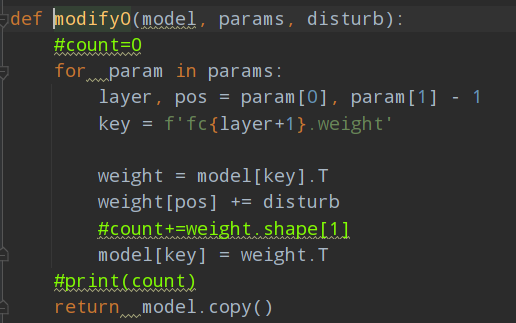 def modifyO(model, params, disturb):
    #count=0
    for  param in params:
        layer, pos = param[0], param[1] - 1
        key = f'fc{layer+1}.weight'

        weight = model[key].T
        weight[pos] += disturb
        #count+=weight.shape[1]
        model[key] = weight.T
    #print(count)
    return  model.copy()